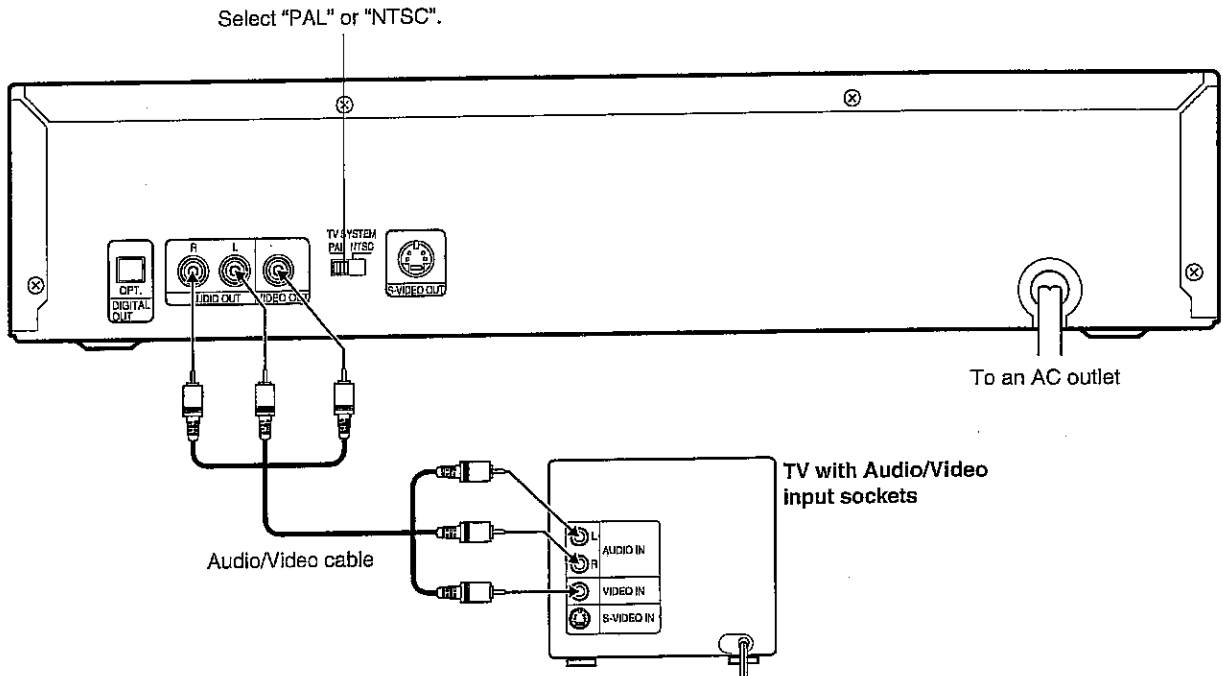 Select “PAL” or “NTSC”.
TV SYSTEM
PAL NTSC
R L
OPT.
DIGITAL
OUT
AUDIO OUT
VIDEO OUT
S-VIDEO OUT
To an AC outlet
TV with Audio/Video
input sockets
L
AUDIO IN
R
VIDEO IN
S-VIDEO IN
Audio/Video cable